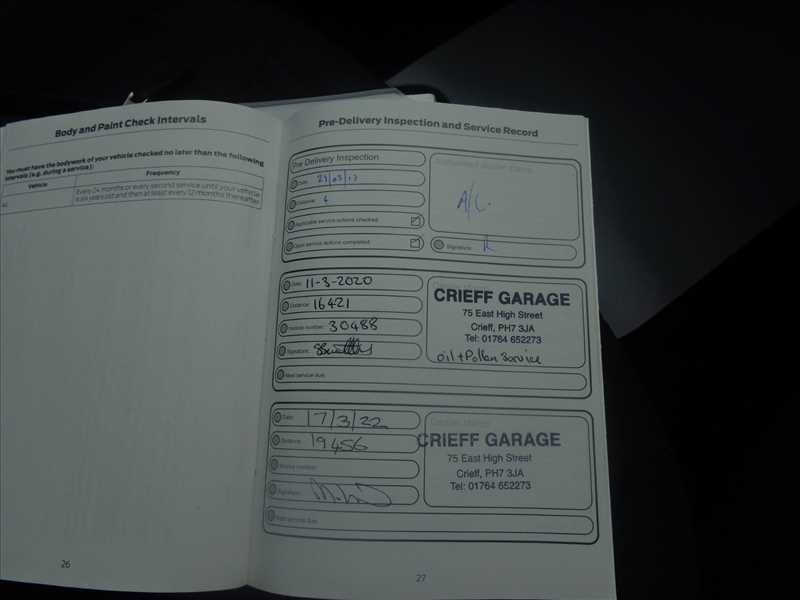 Body and Paint Check Intervals
You must have the bodywork of your vehicle checked no later than the following
intervals (e.g. during a service):
Vehicle Frequency
All Every 24 months or every second service until your vehicle
is six years old and then at least every 12 months thereafter.
26
Pre-Delivery Inspection and Service Record
Pre Delivery Inspection
Date:
Distance: 6
Applicable service actions checked
Open service actions completed
A/C.
Signature:
Date: 11-3-2020
Distance: 16421
Invoice number: 30488
Signature:
Next service due:
CRIEFF GARAGE
75 East High Street
Crieff, PH7 3JA
Tel: 01764 652273
oil + Pollen Service
Date: 17/3/22
Distance: 19456
Invoice number:
Signature:
Next service due:
CRIEFF GARAGE
75 East High Street
Crieff, PH7 3JA
Tel: 01764 652273
27